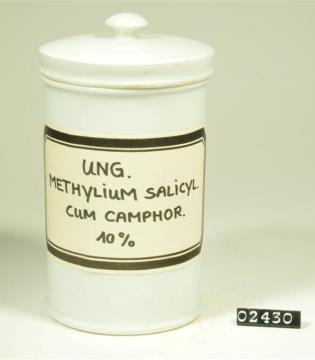 UNG.
METHYLIUM SALICYL.
CUM CAMPHOR.
10%
02430